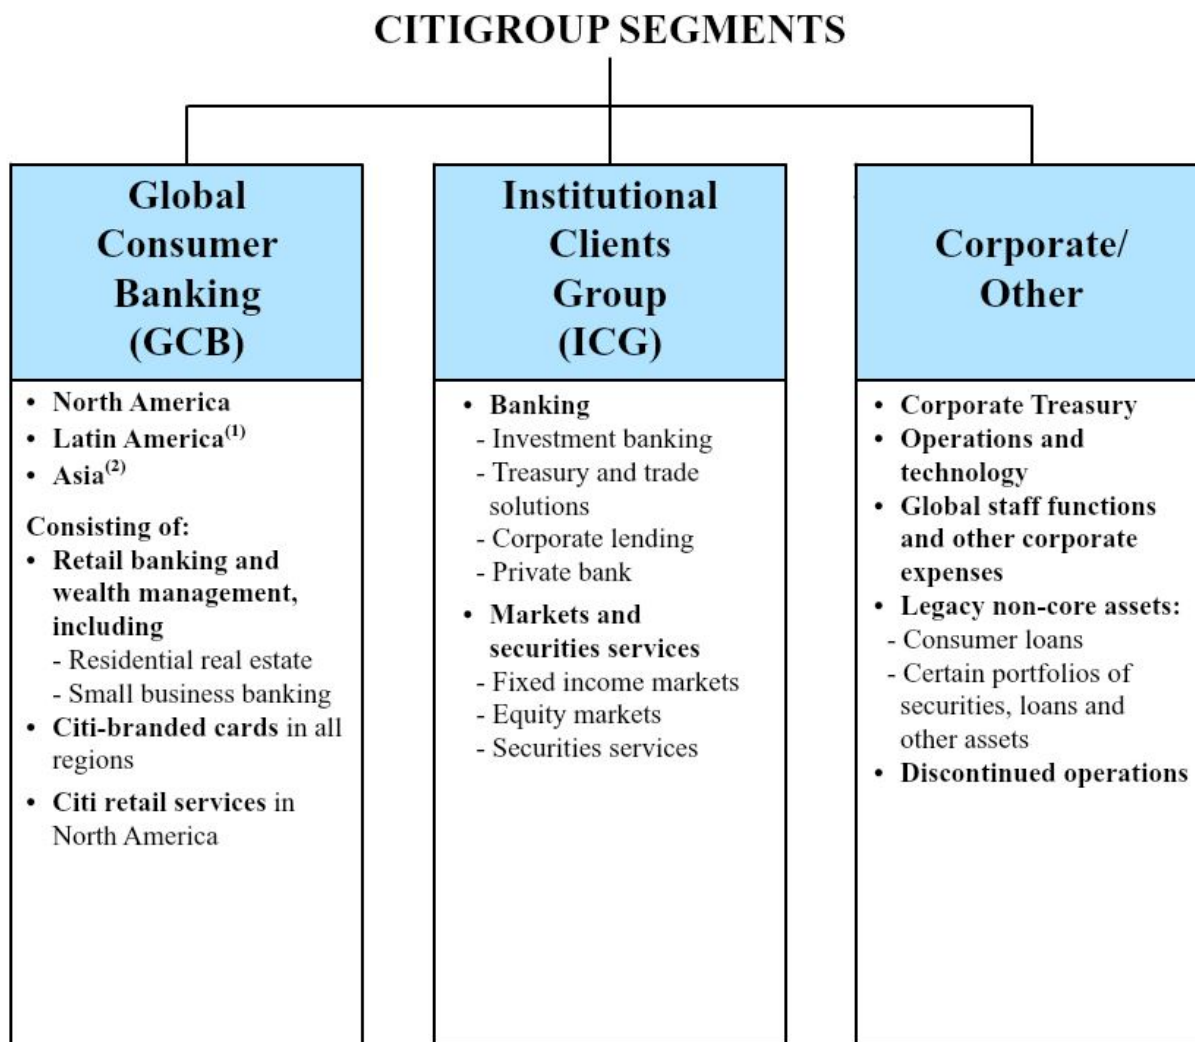 CITIGROUP SEGMENTS
Global
Consumer
Banking
(GCB)
• North America
• Latin America(1)
• Asia(2)
Consisting of:
• Retail banking and
wealth management,
including
- Residential real estate
- Small business banking
• Citi-branded cards in all
regions
• Citi retail services in
North America
Institutional
Clients
Group
(ICG)
• Banking
- Investment banking
- Treasury and trade
solutions
- Corporate lending
- Private bank
• Markets and
securities services
- Fixed income markets
- Equity markets
- Securities services
Corporate/
Other
• Corporate Treasury
• Operations and
technology
• Global staff functions
and other corporate
expenses
• Legacy non-core assets:
- Consumer loans
- Certain portfolios of
securities, loans and
other assets
• Discontinued operations